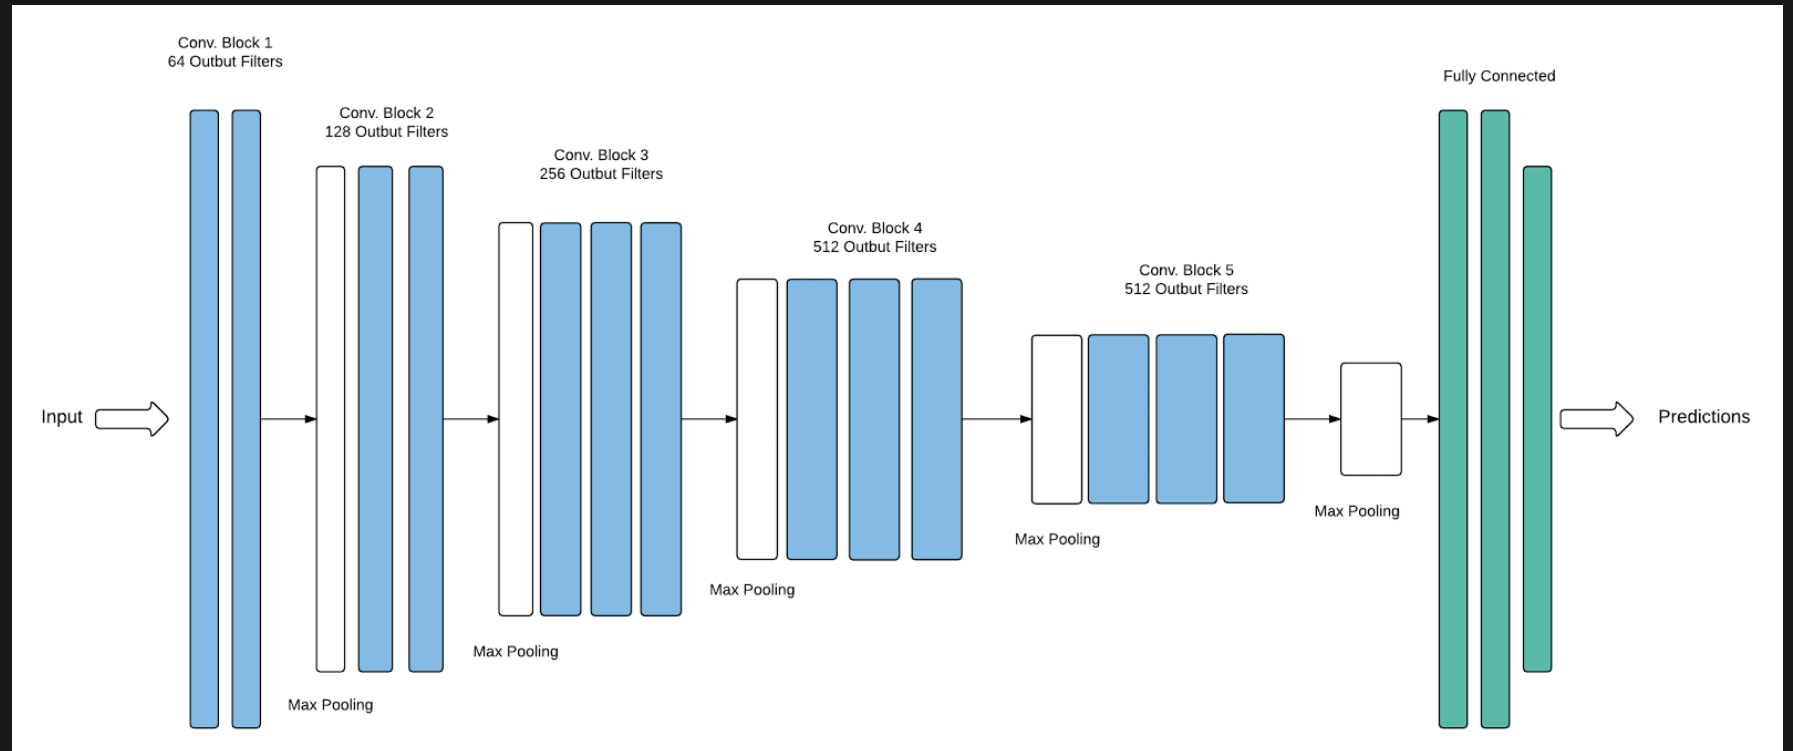 Conv. Block 1
64 Outbut Filters
Conv. Block 2
128 Outbut Filters
Conv. Block 3
256 Outbut Filters
Conv. Block 4
512 Outbut Filters
Conv. Block 5
512 Outbut Filters
Fully Connected
Input
Predictions
Max Pooling
Max Pooling
Max Pooling
Max Pooling
Max Pooling